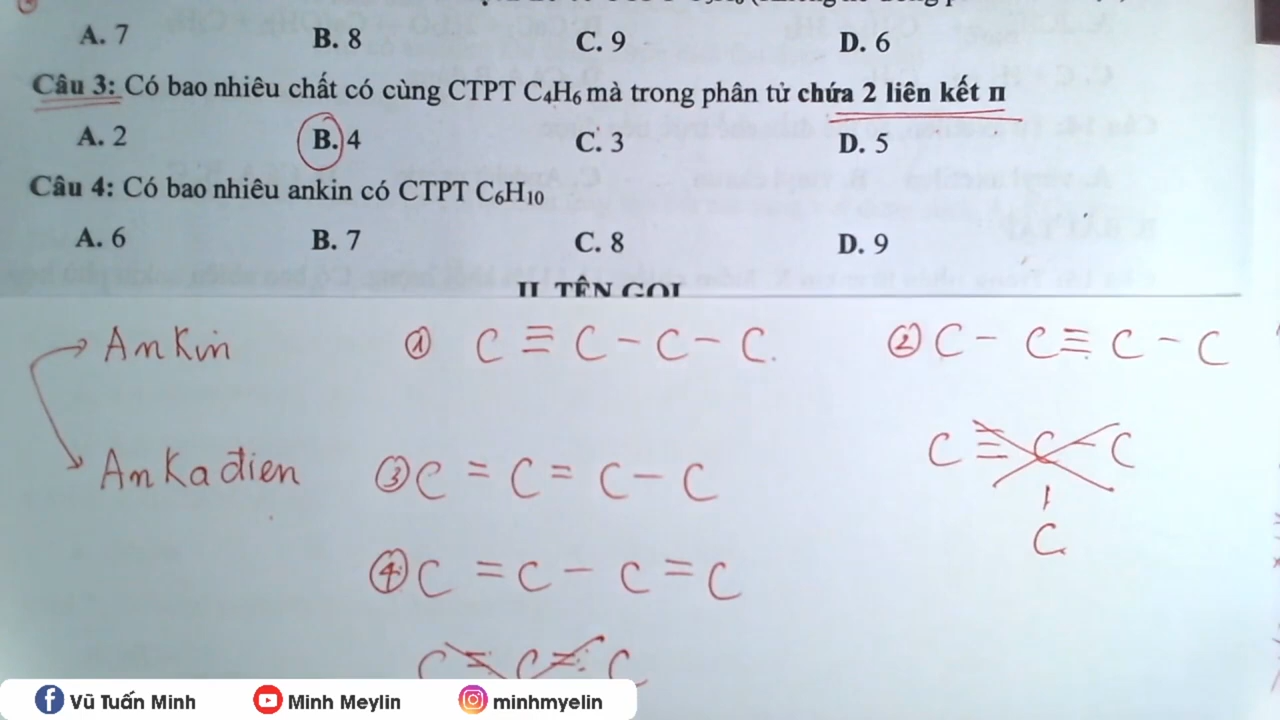 A. 7 B. 8 C. 9 D. 6
Câu 3: Có bao nhiêu chất có cùng CTPT C₄H₆ mà trong phân tử chứa 2 liên kết π
A. 2 B. 4 C. 3 D. 5
Câu 4: Có bao nhiêu ankin có CTPT C₆H₁₀
A. 6 B. 7 C. 8 D. 9
II. TÊN GỌI
Ankin ① C ≡ C - C - C. ② C - C ≡ C - C
C ≡ C - C
C
Ankađien ③ C = C = C - C
④ C = C - C = C
C = C = C
Vũ Tuấn Minh Minh Meylin minhmyelin